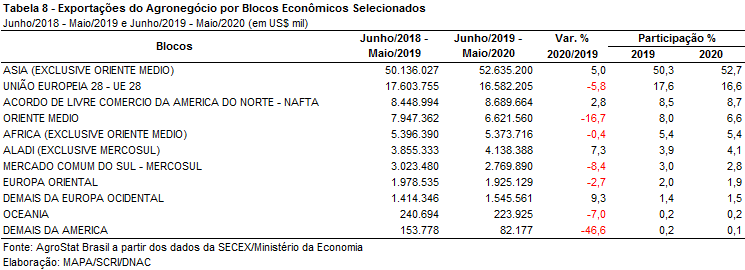 Tabela 8 - Exportações do Agronegócio por Blocos Econômicos Selecionados
Junho/2018 - Maio/2019 e Junho/2019 - Maio/2020 (em US$ mil)
Blocos Junho/2018 - Maio/2019 Junho/2019 - Maio/2020 Var. % 2020/2019 Participação % 2019 2020
ASIA (EXCLUSIVE ORIENTE MEDIO) 50.136.027 52.635.200 5,0 50,3 52,7
UNIÃO EUROPEIA 28 - UE 28 17.603.755 16.582.205 -5,8 17,6 16,6
ACORDO DE LIVRE COMERCIO DA AMERICA DO NORTE - NAFTA 8.448.994 8.689.664 2,8 8,5 8,7
ORIENTE MEDIO 7.947.362 6.621.560 -16,7 8,0 6,6
AFRICA (EXCLUSIVE ORIENTE MEDIO) 5.396.390 5.373.716 -0,4 5,4 5,4
ALADI (EXCLUSIVE MERCOSUL) 3.855.333 4.138.388 7,3 3,9 4,1
MERCADO COMUM DO SUL - MERCOSUL 3.023.480 2.769.890 -8,4 3,0 2,8
EUROPA ORIENTAL 1.978.535 1.925.129 -2,7 2,0 1,9
DEMAIS DA EUROPA OCIDENTAL 1.414.346 1.545.561 9,3 1,4 1,5
OCEANIA 240.694 223.925 -7,0 0,2 0,2
DEMAIS DA AMERICA 153.778 82.177 -46,6 0,2 0,1
Fonte: AgroStat Brasil a partir dos dados da SECEX/Ministério da Economia
Elaboração: MAPA/SCRI/DNAC